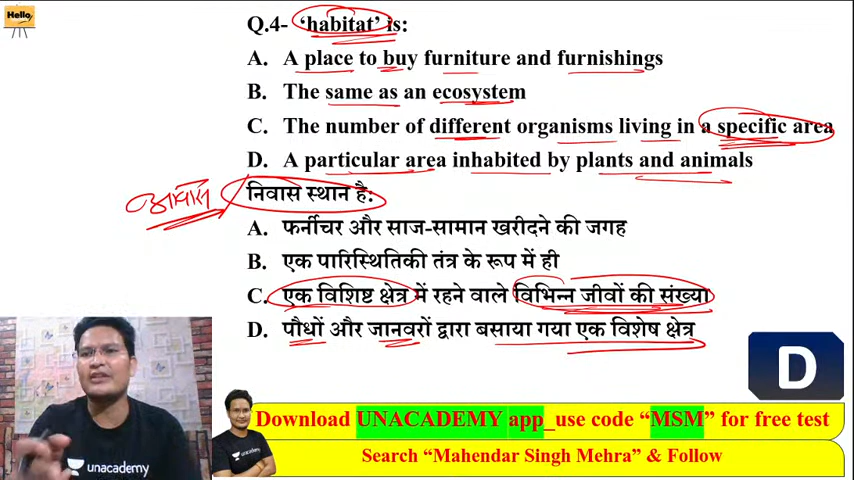 Hello
Q.4- ‘habitat’ is:
A. A place to buy furniture and furnishings
B. The same as an ecosystem
C. The number of different organisms living in a specific area
D. A particular area inhabited by plants and animals
आवास
निवास स्थान है:
A. फर्नीचर और साज-सामान खरीदने की जगह
B. एक पारिस्थितिकी तंत्र के रूप में ही
C. एक विशिष्ट क्षेत्र में रहने वाले विभिन्न जीवों की संख्या
D. पौधों और जानवरों द्वारा बसाया गया एक विशेष क्षेत्र
D
unacademy
Download UNACADEMY app_use code “MSM” for free test
Search “Mahendar Singh Mehra” & Follow
unacademy